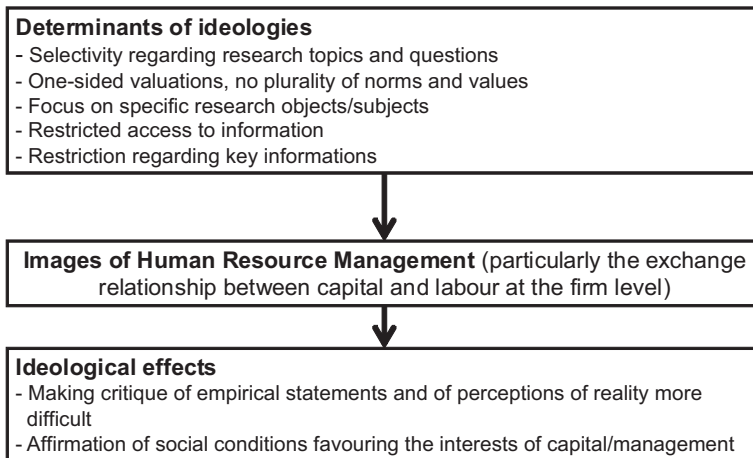 Determinants of ideologies
- Selectivity regarding research topics and questions
- One-sided valuations, no plurality of norms and values
- Focus on specific research objects/subjects
- Restricted access to information
- Restriction regarding key informations
Images of Human Resource Management (particularly the exchange
relationship between capital and labour at the firm level)
Ideological effects
- Making critique of empirical statements and of perceptions of reality more
difficult
- Affirmation of social conditions favouring the interests of capital/management